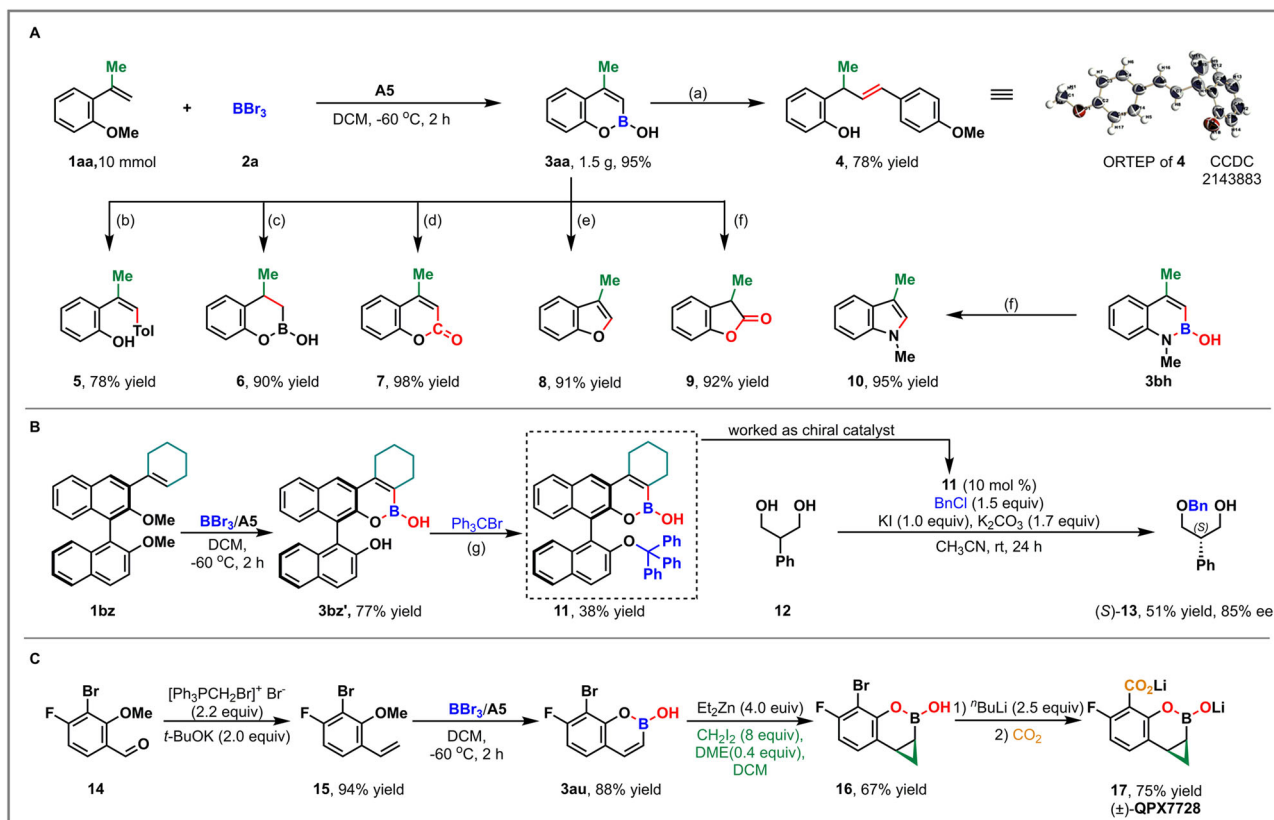 A
Me
OMe
1aa,10 mmol
+
BBr3
2a
A5
DCM, -60 °C, 2 h
Me
B
O
OH
3aa, 1.5 g, 95%
(a)
Me
OH
OMe
4, 78% yield
ORTEP of 4 CCDC
2143883
(b)
(c)
(d)
(e)
(f)
Me
OH
Tol
5, 78% yield
Me
B
O
OH
6, 90% yield
Me
C
O
O
7, 98% yield
Me
O
8, 91% yield
Me
O
O
9, 92% yield
Me
N
Me
10, 95% yield
(f)
Me
B
N
OH
Me
3bh
B
OMe
OMe
1bz
BBr3/A5
DCM,
-60 °C, 2 h
B
O
OH
OH
3bz', 77% yield
Ph3CBr
(g)
B
O
OH
O
Ph
Ph
Ph
11, 38% yield
worked as chiral catalyst
OH
OH
Ph
12
11 (10 mol %)
BnCl (1.5 equiv)
KI (1.0 equiv), K2CO3 (1.7 equiv)
CH3CN, rt, 24 h
OBn
OH
(S)
Ph
(S)-13, 51% yield, 85% ee
C
Br
F
OMe
O
14
[Ph3PCH2Br]+ Br-
(2.2 equiv)
t-BuOK (2.0 equiv)
Br
F
OMe
15, 94% yield
BBr3/A5
DCM,
-60 °C, 2 h
Br
F
O
B
OH
3au, 88% yield
Et2Zn (4.0 euiv)
CH2I2 (8 equiv),
DME(0.4 equiv),
DCM
Br
F
O
B
OH
16, 67% yield
1) nBuLi (2.5 equiv)
2) CO2
CO2Li
F
O
B
OLi
17, 75% yield
(±)-QPX7728